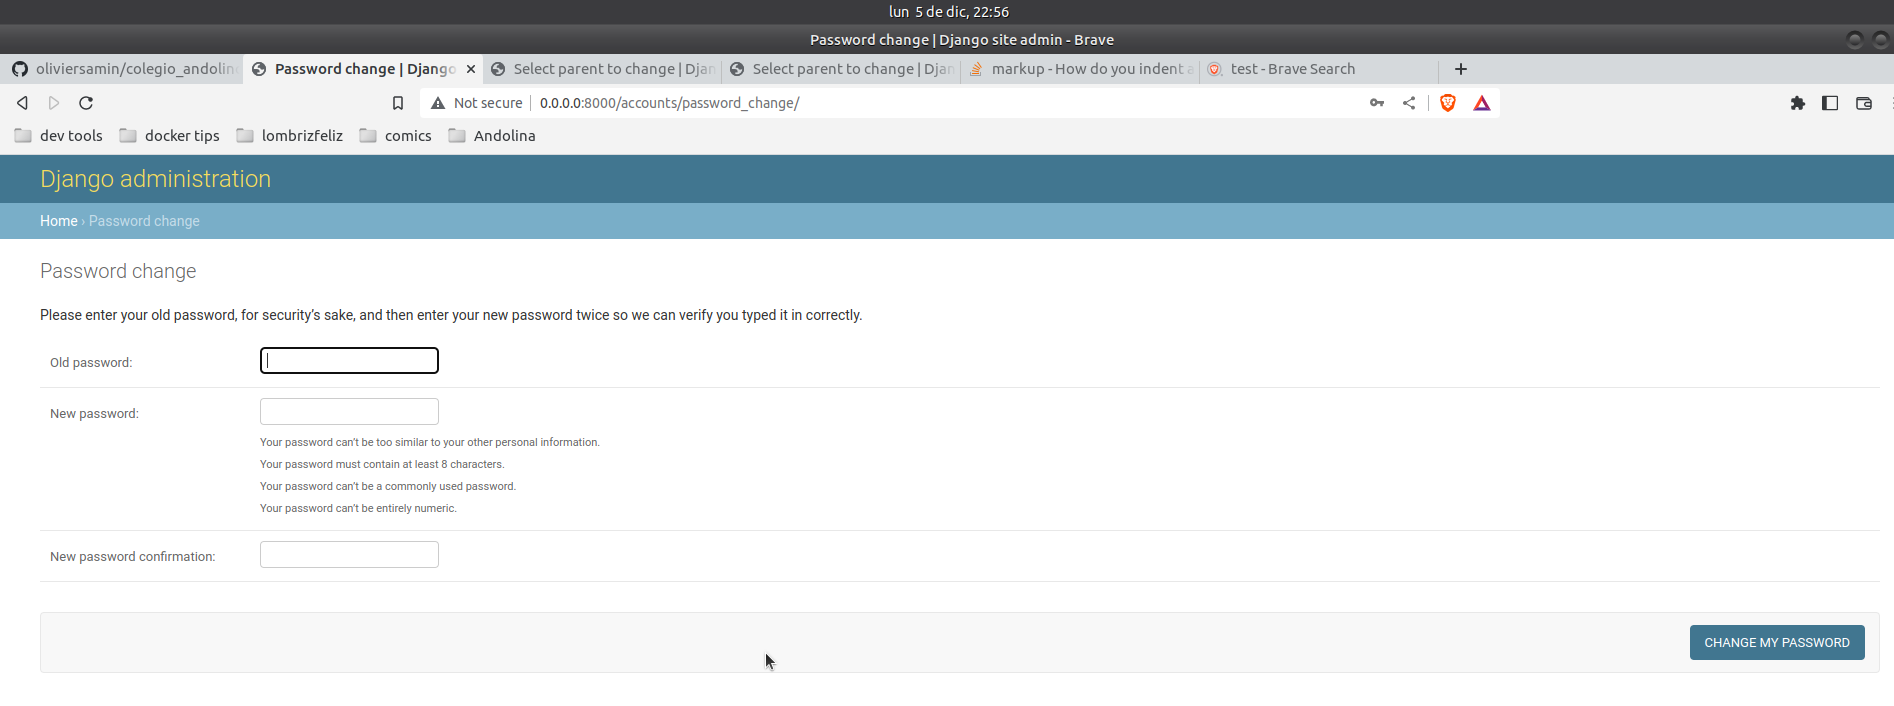 lun 5 de dic, 22:56
Password change | Django site admin - Brave
oliviersamin/colegio_andolin
Password change | Django
Select parent to change | Djan
Select parent to change | Djan
markup - How do you indent a
test - Brave Search
Not secure
0.0.0.0:8000/accounts/password_change/
dev tools
docker tips
lombrizfeliz
comics
Andolina
Django administration
Home › Password change
Password change
Please enter your old password, for security’s sake, and then enter your new password twice so we can verify you typed it in correctly.
Old password:
New password:
Your password can’t be too similar to your other personal information.
Your password must contain at least 8 characters.
Your password can’t be a commonly used password.
Your password can’t be entirely numeric.
New password confirmation:
CHANGE MY PASSWORD